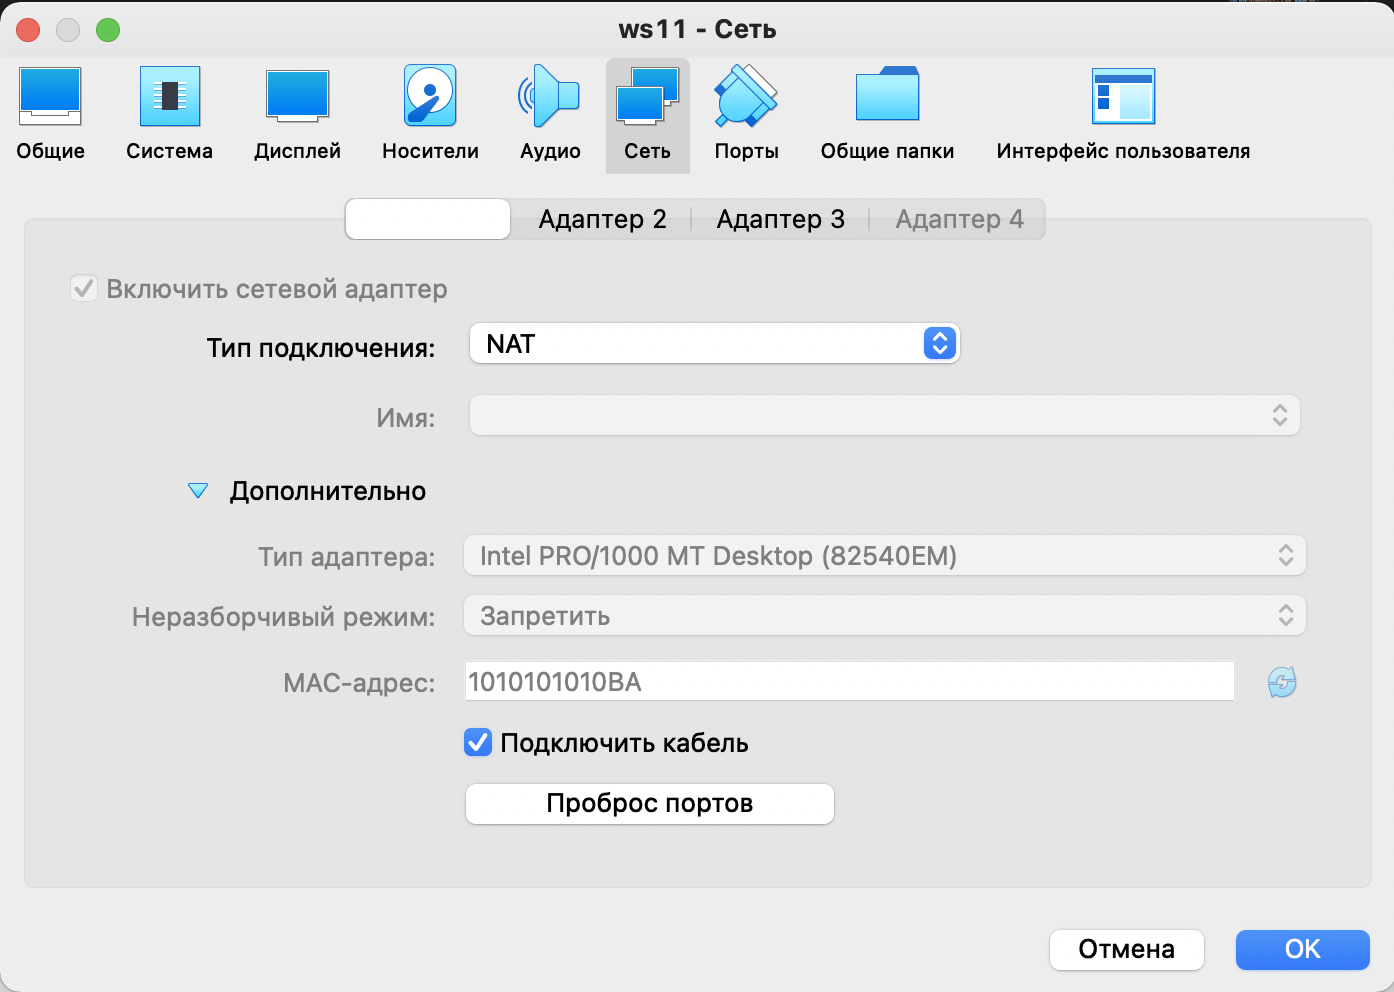 ws11 - Сеть
Общие
Система
Дисплей
Носители
Аудио
Сеть
Порты
Общие папки
Интерфейс пользователя
Адаптер 2
Адаптер 3
Адаптер 4
Включить сетевой адаптер
Тип подключения: NAT
Имя:
Дополнительно
Тип адаптера: Intel PRO/1000 MT Desktop (82540EM)
Неразборчивый режим: Запретить
MAC-адрес: 1010101010BA
Подключить кабель
Проброс портов
Отмена
OK